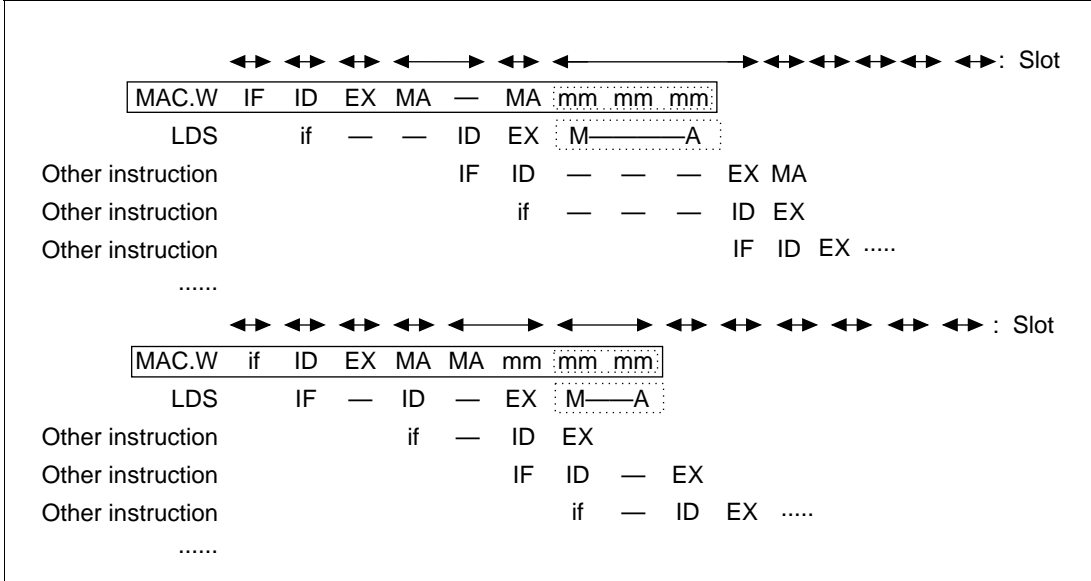 : Slot
MAC.W IF ID EX MA — MA mm mm mm
LDS if — — ID EX M————A
Other instruction IF ID — — — EX MA
Other instruction if — — — ID EX
Other instruction IF ID EX .....
......
: Slot
MAC.W if ID EX MA MA mm mm mm
LDS IF — ID — EX M——A
Other instruction if — ID EX
Other instruction IF ID — EX
Other instruction if — ID EX .....
......